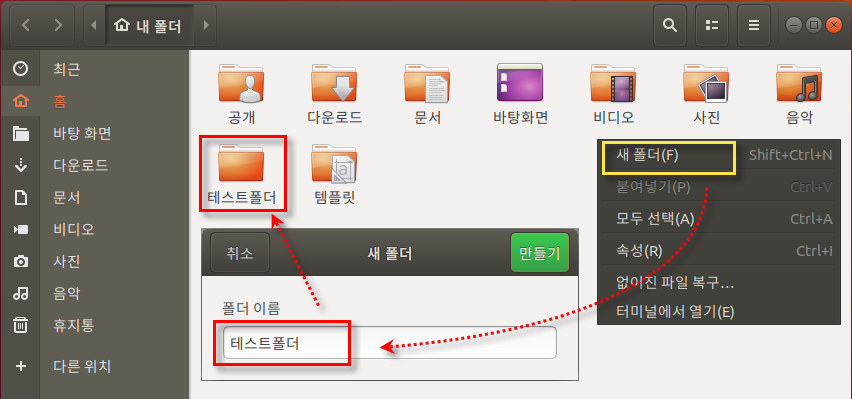 새 폴더
최근
홈
바탕 화면
다운로드
문서
비디오
사진
음악
휴지통
다른 위치
공개
다운로드
문서
바탕화면
비디오
사진
음악
테스트폴더
템플릿
새 폴더(F) Shift+Ctrl+N
붙여넣기(P) Ctrl+V
모두 선택(A) Ctrl+A
속성(R) Ctrl+I
없어진 파일 복구...
터미널에서 열기(E)
취소 새 폴더 만들기
폴더 이름
테스트폴더